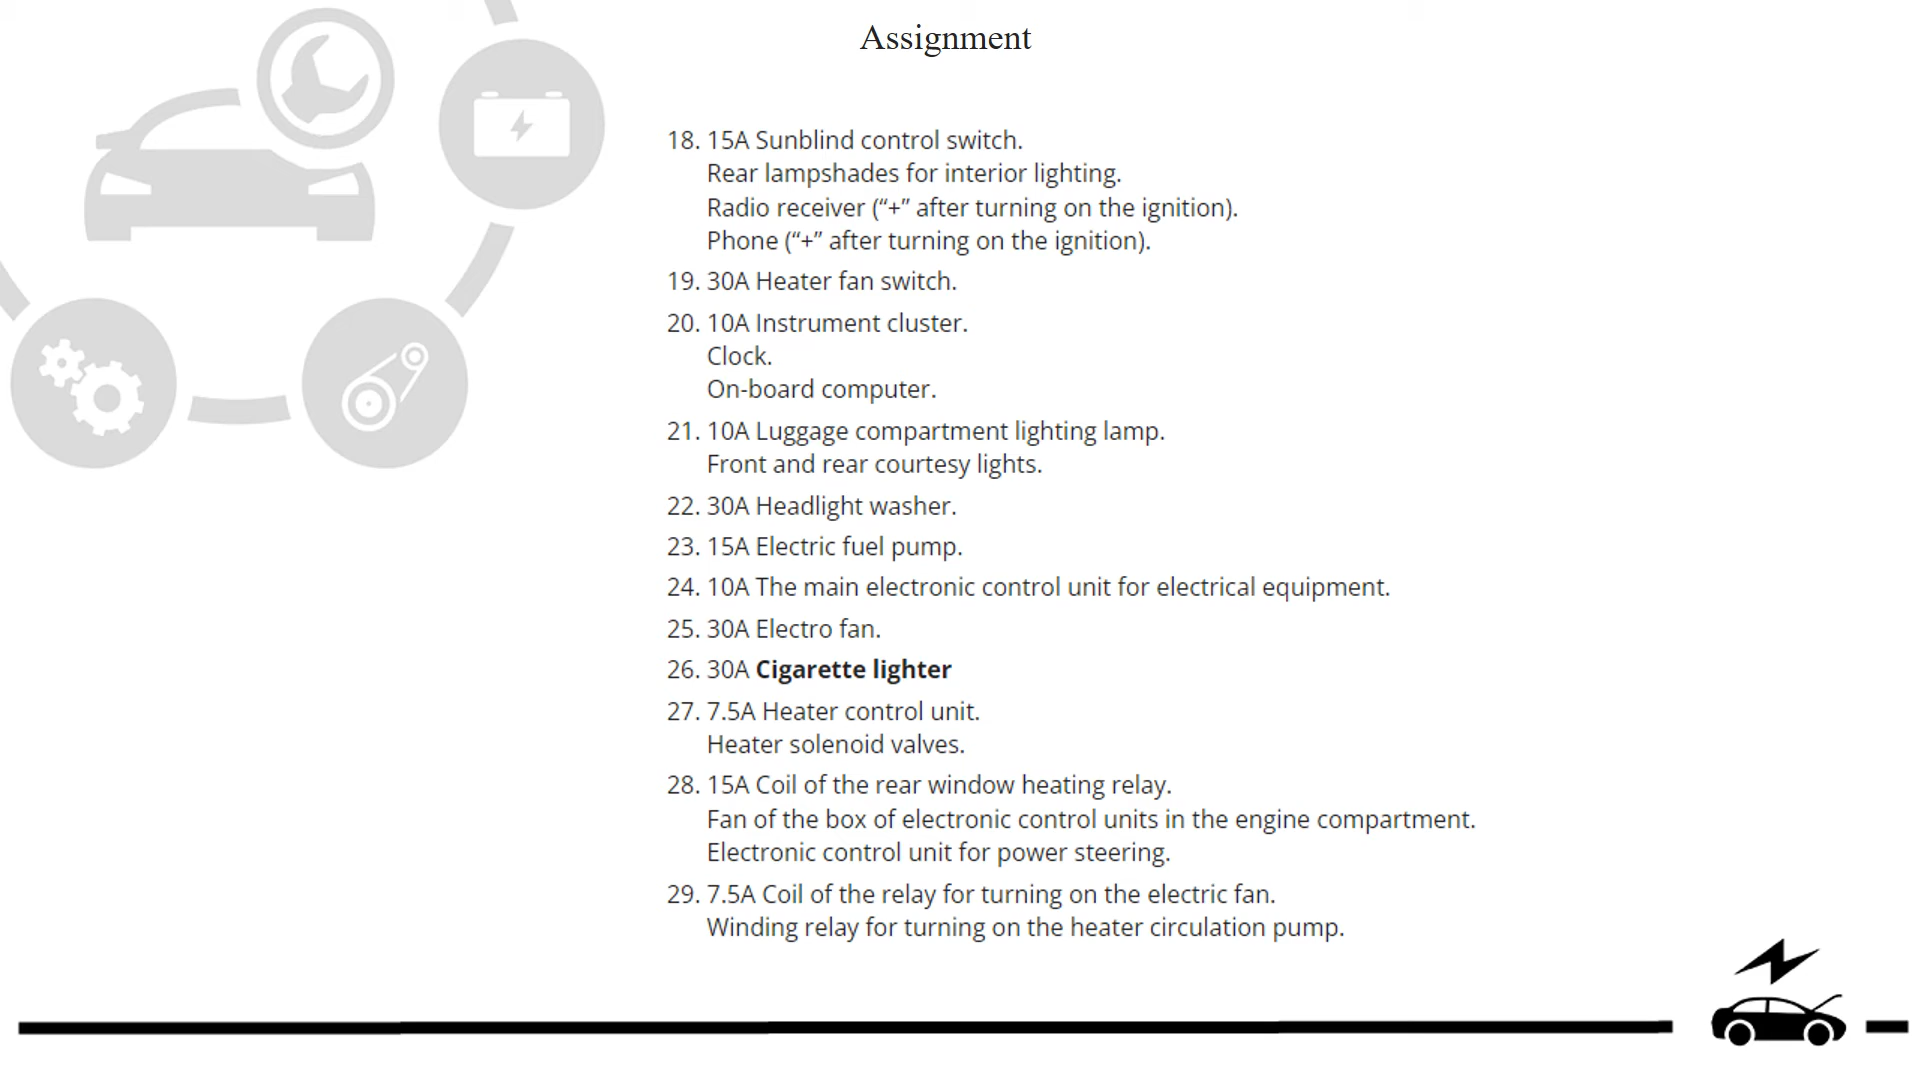 Assignment
18. 15A Sunblind control switch.
Rear lampshades for interior lighting.
Radio receiver (“+” after turning on the ignition).
Phone (“+” after turning on the ignition).
19. 30A Heater fan switch.
20. 10A Instrument cluster.
Clock.
On-board computer.
21. 10A Luggage compartment lighting lamp.
Front and rear courtesy lights.
22. 30A Headlight washer.
23. 15A Electric fuel pump.
24. 10A The main electronic control unit for electrical equipment.
25. 30A Electro fan.
26. 30A Cigarette lighter
27. 7.5A Heater control unit.
Heater solenoid valves.
28. 15A Coil of the rear window heating relay.
Fan of the box of electronic control units in the engine compartment.
Electronic control unit for power steering.
29. 7.5A Coil of the relay for turning on the electric fan.
Winding relay for turning on the heater circulation pump.